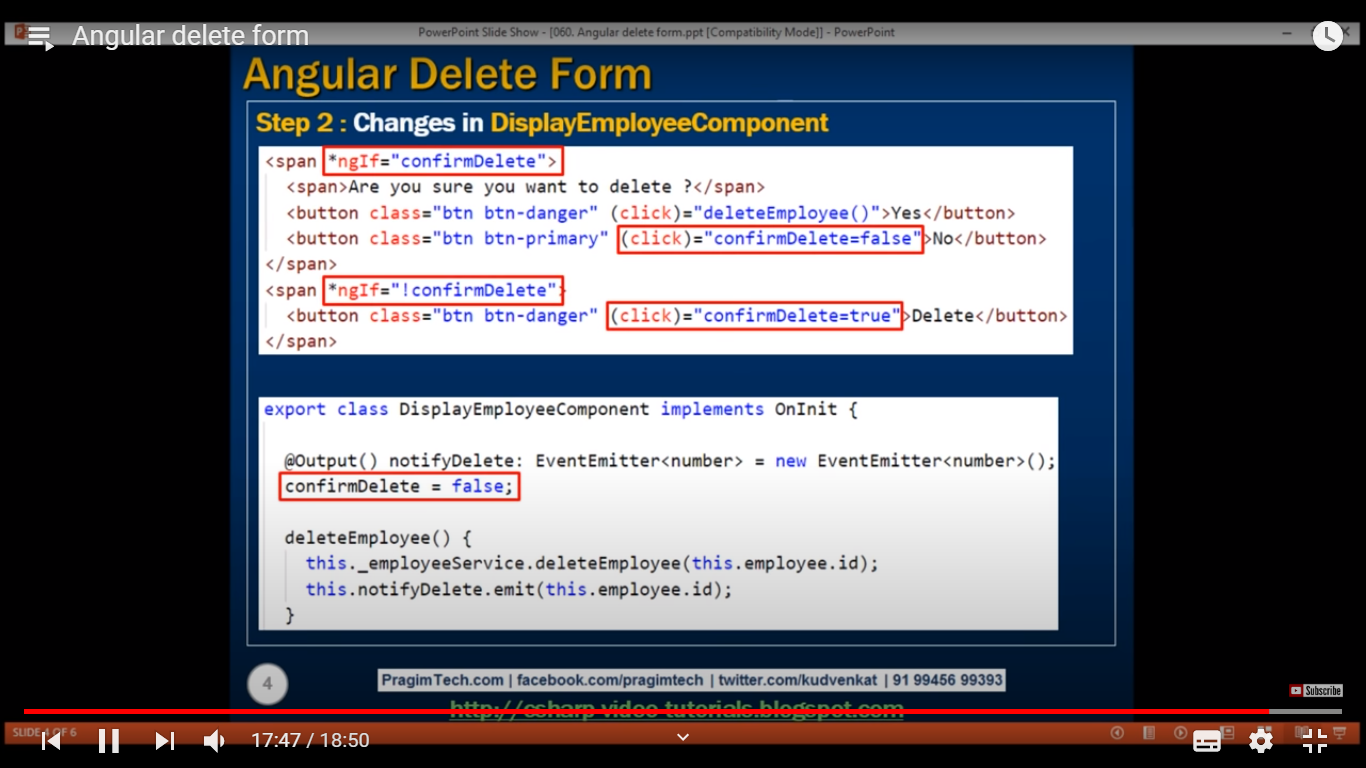 PowerPoint Slide Show - [060. Angular delete form.ppt [Compatibility Mode]] - PowerPoint
Angular delete form
Angular Delete Form
Step 2 : Changes in DisplayEmployeeComponent
<span *ngIf="confirmDelete">
<span>Are you sure you want to delete ?</span>
<button class="btn btn-danger" (click)="deleteEmployee()">Yes</button>
<button class="btn btn-primary" (click)="confirmDelete=false">No</button>
</span>
<span *ngIf="!confirmDelete">
<button class="btn btn-danger" (click)="confirmDelete=true">Delete</button>
</span>
export class DisplayEmployeeComponent implements OnInit {
@Output() notifyDelete: EventEmitter<number> = new EventEmitter<number>();
confirmDelete = false;
deleteEmployee() {
this._employeeService.deleteEmployee(this.employee.id);
this.notifyDelete.emit(this.employee.id);
}
4
PragimTech.com | facebook.com/pragimtech | twitter.com/kudvenkat | 91 99456 99393
Subscribe
http://csharp-video-tutorials.blogspot.com
SLIDE 4 OF 6
17:47 / 18:50